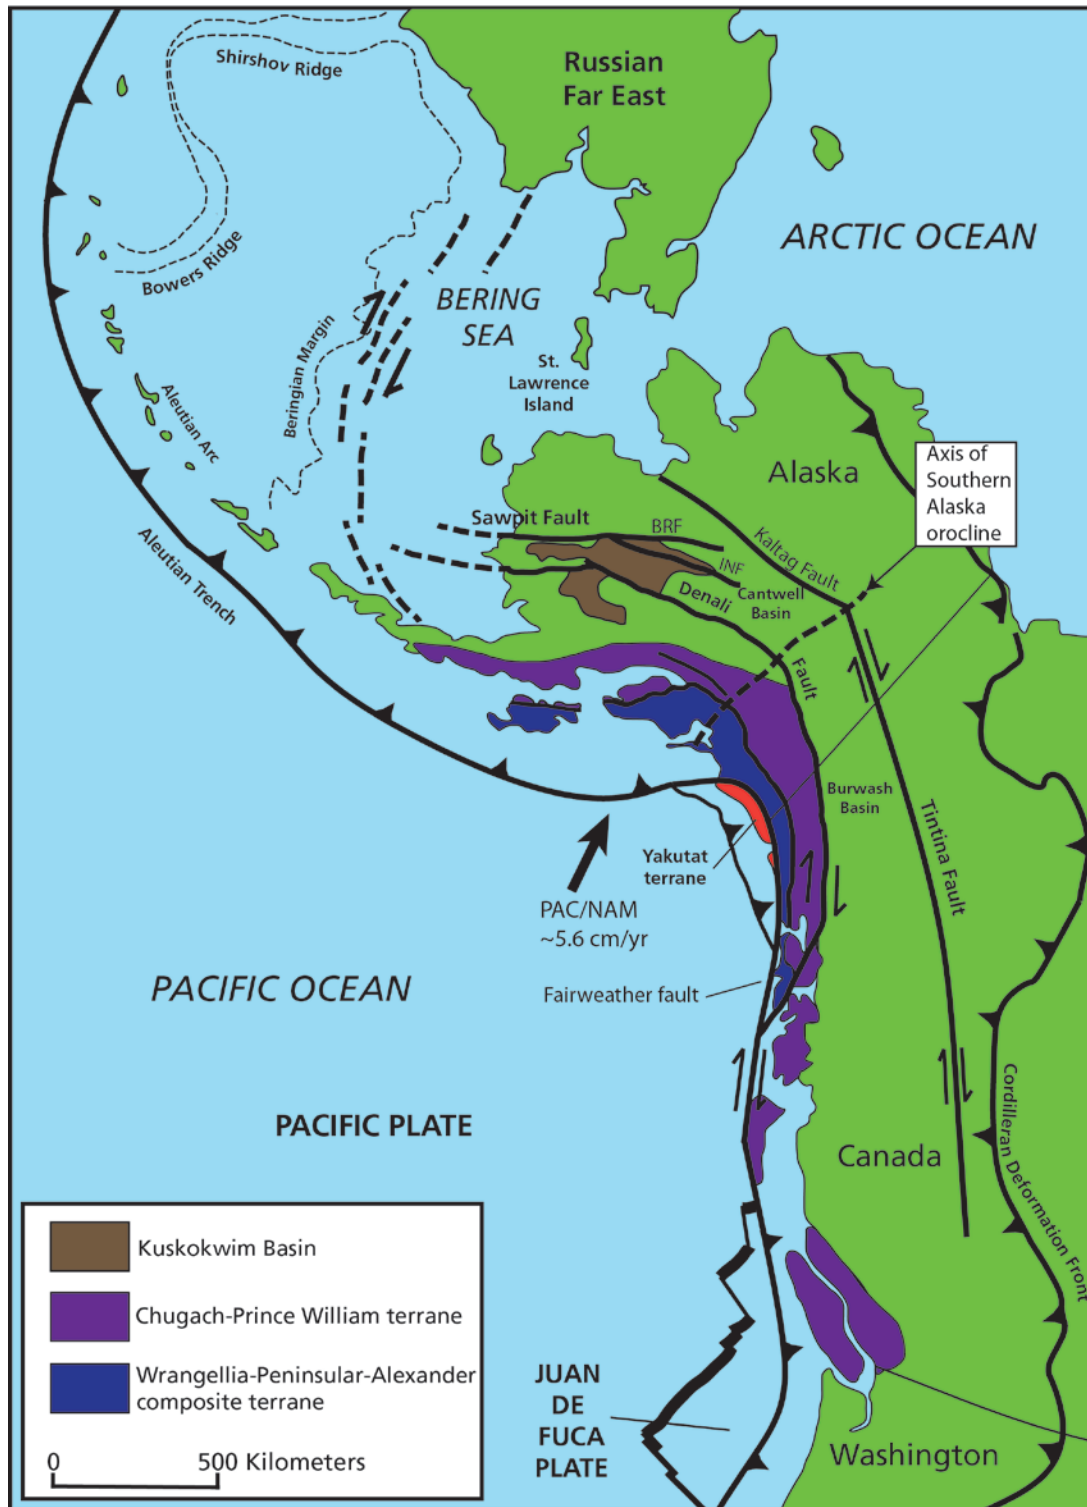 Shirshov Ridge
Russian
Far East
ARCTIC OCEAN
Bowers Ridge
BERING
SEA
Beringian Margin
St.
Lawrence
Island
Aleutian Arc
Alaska
Axis of
Southern
Alaska
orocline
Aleutian Trench
Sawpit Fault
BRF
INF
Kaltag Fault
Cantwell
Basin
Denali
Fault
Burwash
Basin
Tintina Fault
Yakutat
terrane
PAC/NAM
~5.6 cm/yr
PACIFIC OCEAN
Fairweather fault
PACIFIC PLATE
Canada
Cordilleran Deformation Front
Kuskokwim Basin
Chugach-Prince William terrane
Wrangellia-Peninsular-Alexander
composite terrane
0 500 Kilometers
JUAN
DE
FUCA
PLATE
Washington